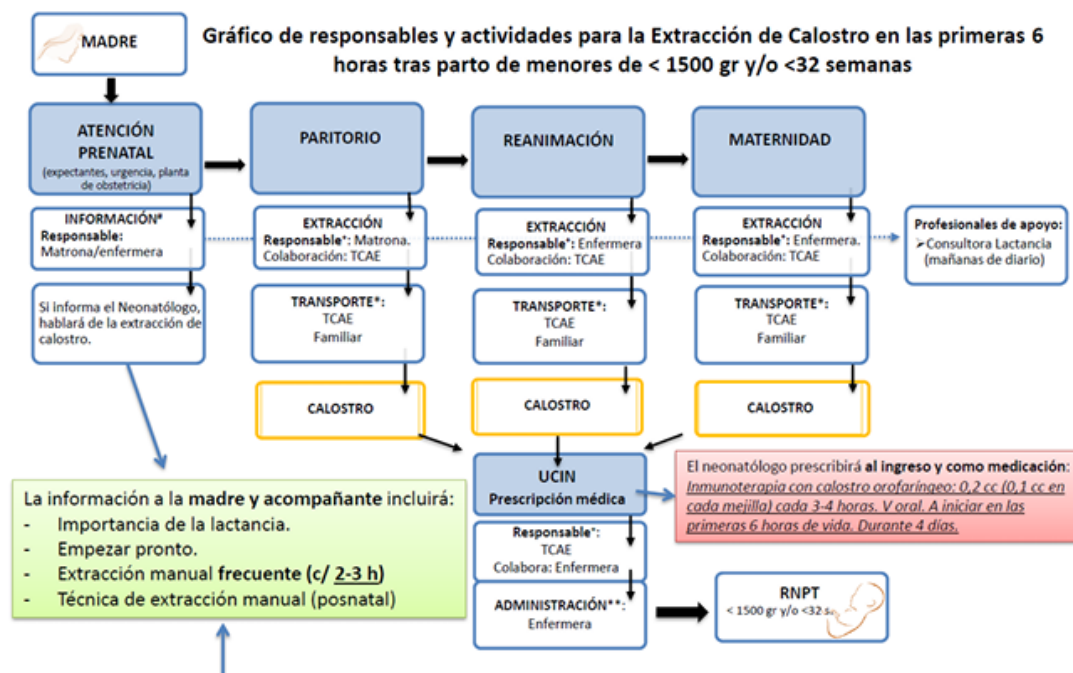 MADRE
Gráfico de responsables y actividades para la Extracción de Calostro en las primeras 6
horas tras parto de menores de < 1500 gr y/o <32 semanas
ATENCIÓN
PRENATAL
(expectantes, urgencia, planta
de obstetricia)
PARITORIO
REANIMACIÓN
MATERNIDAD
INFORMACIÓN*
Responsable:
Matrona/enfermera
EXTRACCIÓN
Responsable*: Matrona.
Colaboración: TCAE
EXTRACCIÓN
Responsable*: Enfermera
Colaboración: TCAE
EXTRACCIÓN
Responsable*: Enfermera.
Colaboración: TCAE
Profesionales de apoyo:
➢Consultora Lactancia
(mañanas de diario)
Si informa el Neonatólogo,
hablará de la extracción de
calostro.
TRANSPORTE*:
TCAE
Familiar
TRANSPORTE*:
TCAE
Familiar
TRANSPORTE*:
TCAE
Familiar
CALOSTRO
CALOSTRO
CALOSTRO
UCIN
Prescripción médica
El neonatólogo prescribirá al ingreso y como medicación:
Inmunoterapia con calostro orofaríngeo: 0,2 cc (0,1 cc en
cada mejilla) cada 3-4 horas. V oral. A iniciar en las
primeras 6 horas de vida. Durante 4 días.
La información a la madre y acompañante incluirá:
- Importancia de la lactancia.
- Empezar pronto.
- Extracción manual frecuente (c/ 2-3 h)
- Técnica de extracción manual (posnatal)
Responsable*:
TCAE
Colabora: Enfermera
ADMINISTRACIÓN**:
Enfermera
RNPT
< 1500 gr y/o <32